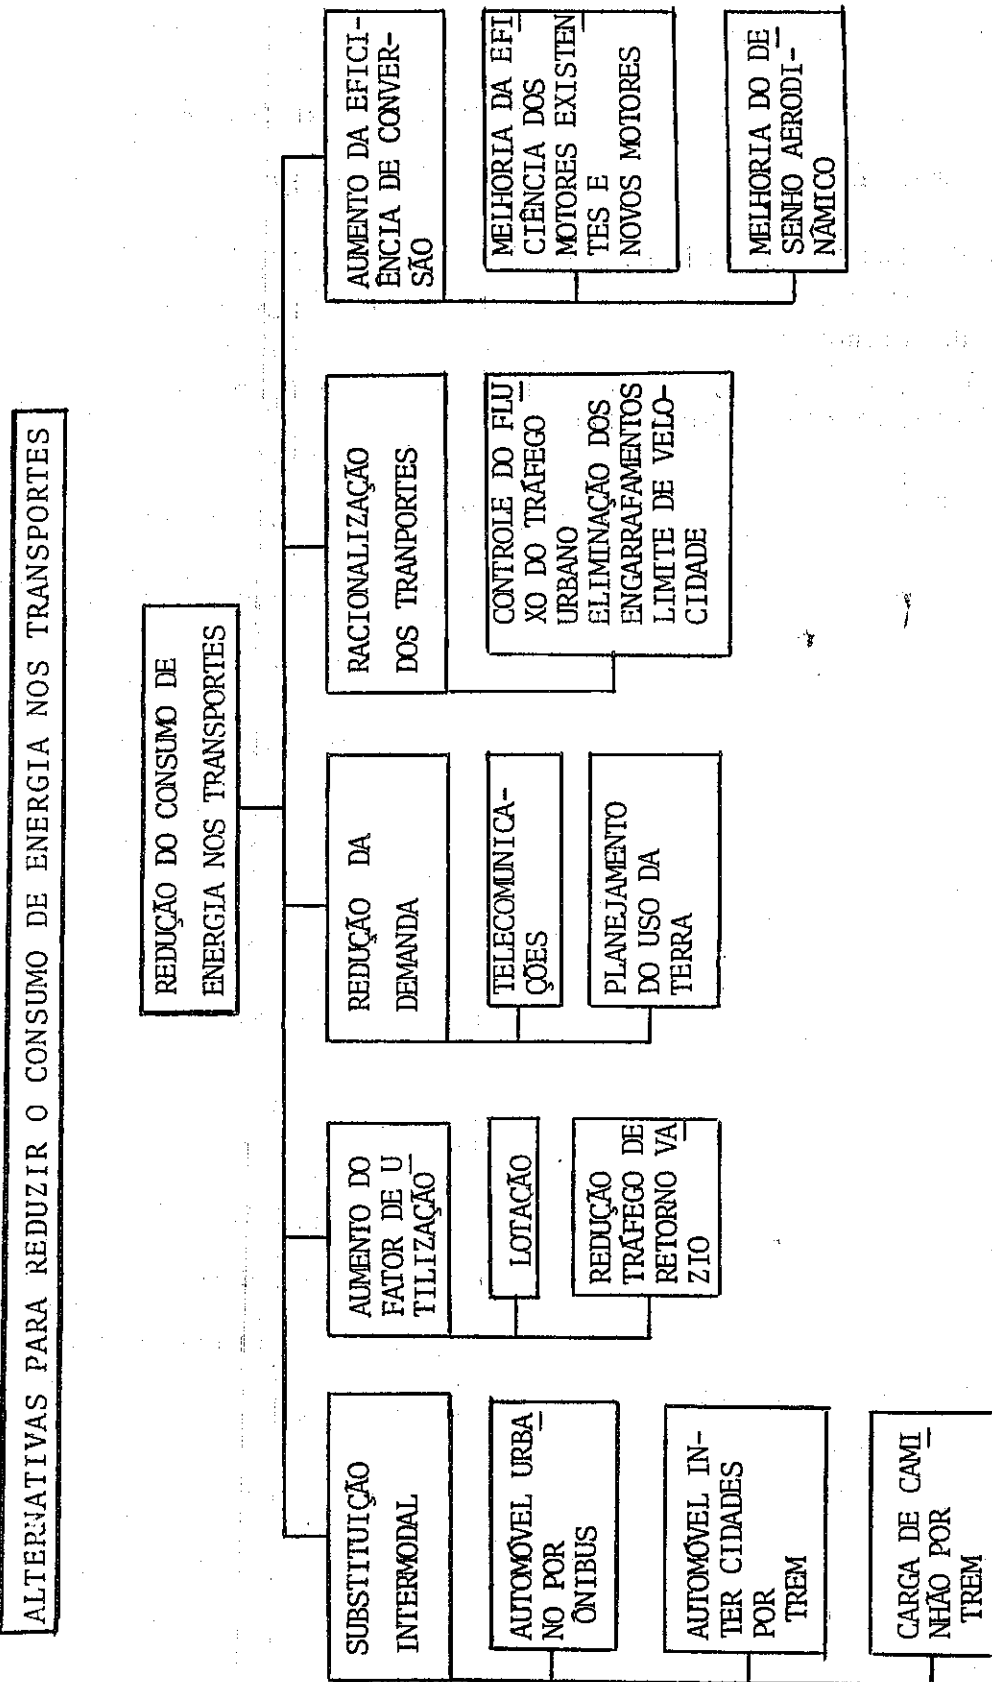 ALTERNATIVAS PARA REDUZIR O CONSUMO DE ENERGIA NOS TRANSPORTES
REDUÇÃO DO CONSUMO DE
ENERGIA NOS TRANSPORTES
SUBSTITUIÇÃO
INTERMODAL
AUTOMÓVEL URBA
NO POR
ÔNIBUS
AUTOMÓVEL IN-
TER CIDADES
POR
TREM
CARGA DE CAMI
NHÃO POR
TREM
AUMENTO DO
FATOR DE U
TILIZAÇÃO
LOTAÇÃO
REDUÇÃO
TRÁFEGO DE
RETORNO VA
ZIO
REDUÇÃO DA
DEMANDA
TELECOMUNICA-
ÇÕES
PLANEJAMENTO
DO USO DA
TERRA
RACIONALIZAÇÃO
DOS TRANPORTES
CONTROLE DO FLU
XO DO TRÁFEGO
URBANO
ELIMINAÇÃO DOS
ENGARRAFAMENTOS
LIMITE DE VELO-
CIDADE
AUMENTO DA EFICI-
ÊNCIA DE CONVER-
SÃO
MELHORIA DA EFI
CIÊNCIA DOS
MOTORES EXISTEN
TES E
NOVOS MOTORES
MELHORIA DO DE
SENHO AERODI-
NÂMICO